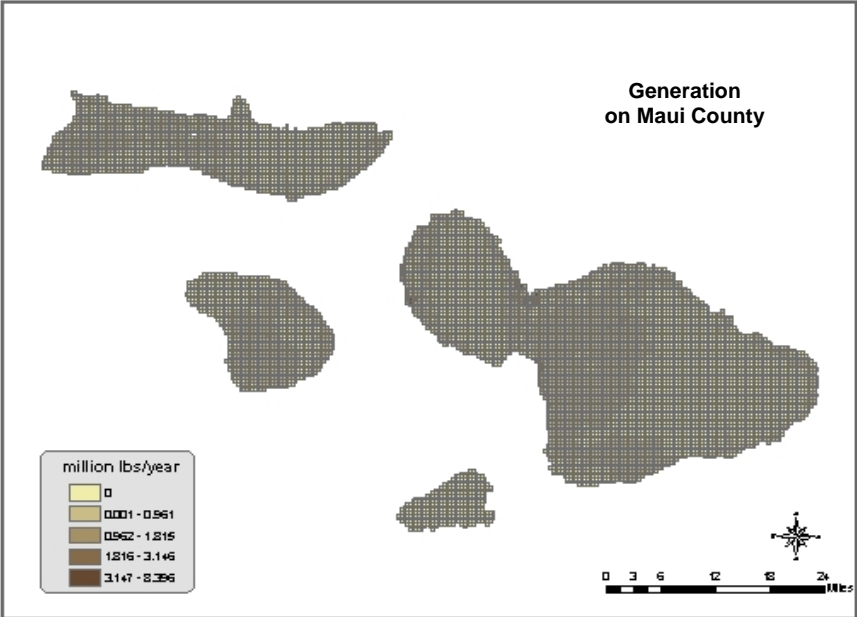 Generation
on Maui County
million lbs/year
0
0.001 - 0.961
0.962 - 1.815
1.816 - 3.146
3.147 - 8.396
0 3 6 12 18 24
Miles